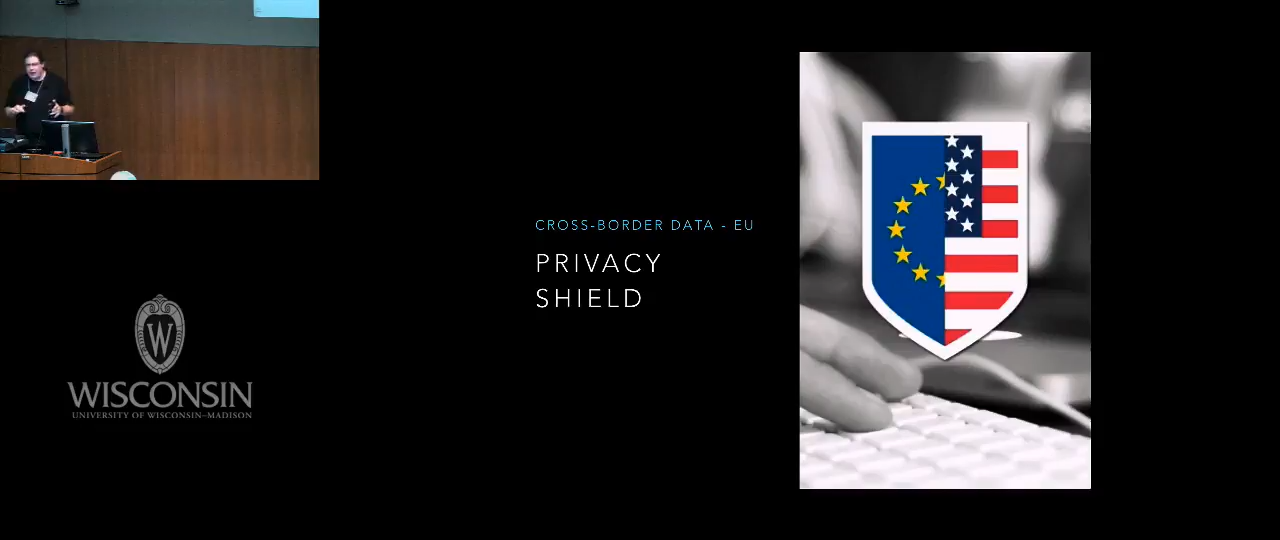 CROSS-BORDER DATA - EU
PRIVACY
SHIELD
W
WISCONSIN
UNIVERSITY OF WISCONSIN–MADISON